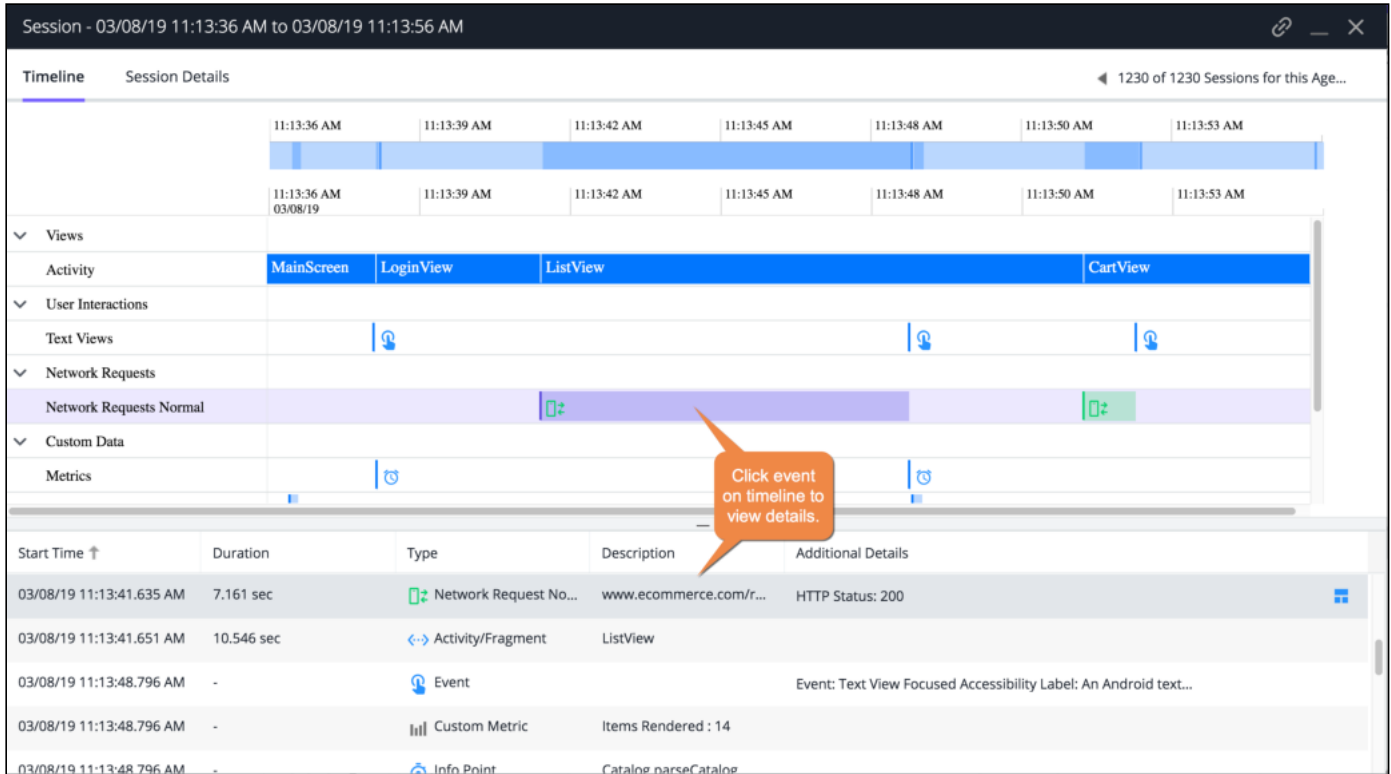 Session - 03/08/19 11:13:36 AM to 03/08/19 11:13:56 AM
Timeline Session Details 1230 of 1230 Sessions for this Age...
11:13:36 AM 11:13:39 AM 11:13:42 AM 11:13:45 AM 11:13:48 AM 11:13:50 AM 11:13:53 AM
11:13:36 AM 11:13:39 AM 11:13:42 AM 11:13:45 AM 11:13:48 AM 11:13:50 AM 11:13:53 AM
03/08/19
Views
Activity MainScreen LoginView ListView CartView
User Interactions
Text Views
Network Requests
Network Requests Normal
Custom Data
Metrics
Click event
on timeline to
view details.
Start Time Duration Type Description Additional Details
03/08/19 11:13:41.635 AM 7.161 sec Network Request No... www.ecommerce.com/r... HTTP Status: 200
03/08/19 11:13:41.651 AM 10.546 sec Activity/Fragment ListView
03/08/19 11:13:48.796 AM - Event Event: Text View Focused Accessibility Label: An Android text...
03/08/19 11:13:48.796 AM - Custom Metric Items Rendered : 14
03/08/19 11:13:48.796 AM - Info Point Catalog parseCatalog